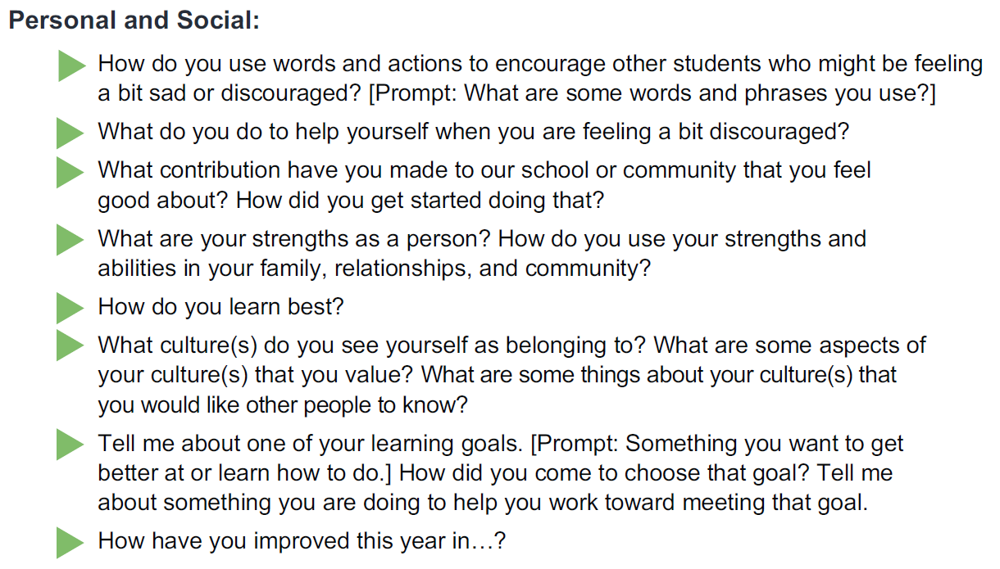 Personal and Social:
How do you use words and actions to encourage other students who might be feeling
a bit sad or discouraged? [Prompt: What are some words and phrases you use?]
What do you do to help yourself when you are feeling a bit discouraged?
What contribution have you made to our school or community that you feel
good about? How did you get started doing that?
What are your strengths as a person? How do you use your strengths and
abilities in your family, relationships, and community?
How do you learn best?
What culture(s) do you see yourself as belonging to? What are some aspects of
your culture(s) that you value? What are some things about your culture(s) that
you would like other people to know?
Tell me about one of your learning goals. [Prompt: Something you want to get
better at or learn how to do.] How did you come to choose that goal? Tell me
about something you are doing to help you work toward meeting that goal.
How have you improved this year in…?